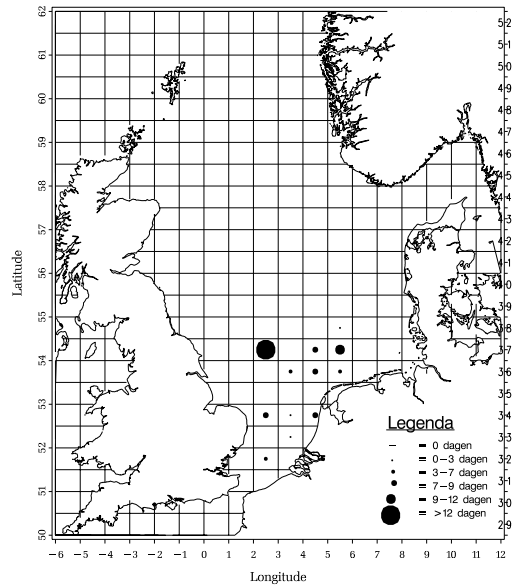 62
61
60
59
58
57
56
55
54
53
52
51
50
Latitude
Legenda
= 0 dagen
= 0-3 dagen
= 3-7 dagen
= 7-9 dagen
= 9-12 dagen
= >12 dagen
-6 -5 -4 -3 -2 -1 0 1 2 3 4 5 6 7 8 9 10 11 12
Longitude